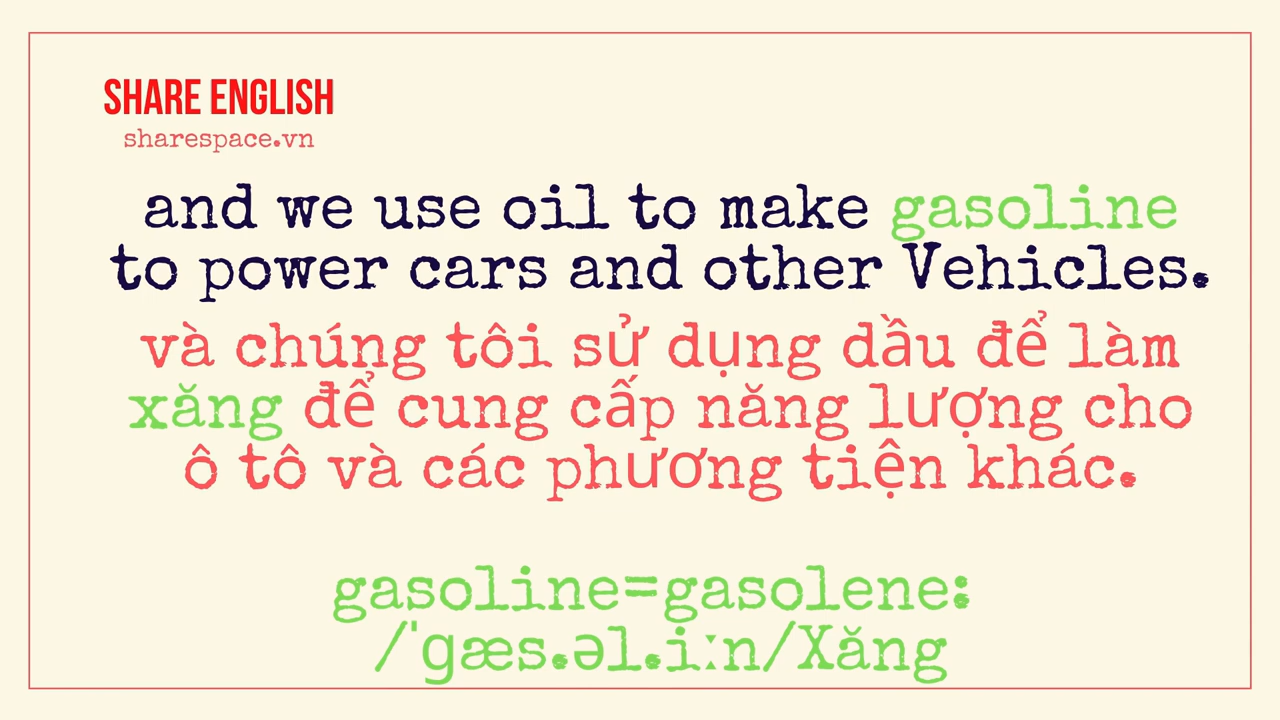 SHARE ENGLISH
sharespace.vn
and we use oil to make gasoline
to power cars and other Vehicles.
và chúng tôi sử dụng dầu để làm
xăng để cung cấp năng lượng cho
ô tô và các phương tiện khác.
gasoline=gasolene:
/ˈɡæs.əl.iːn/Xăng